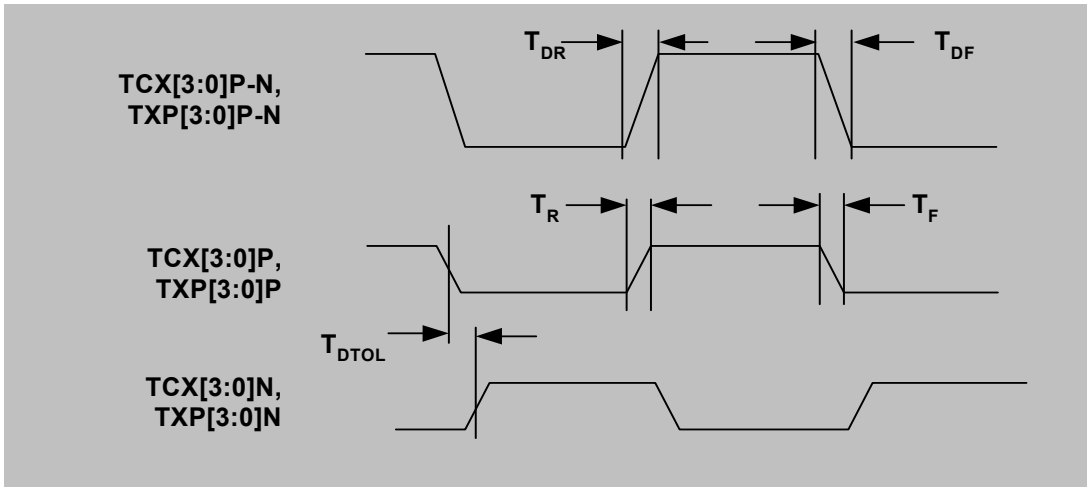 T_DR
T_DF
TCX[3:0]P-N,
TXP[3:0]P-N
T_R
T_F
TCX[3:0]P,
TXP[3:0]P
T_DTOL
TCX[3:0]N,
TXP[3:0]N